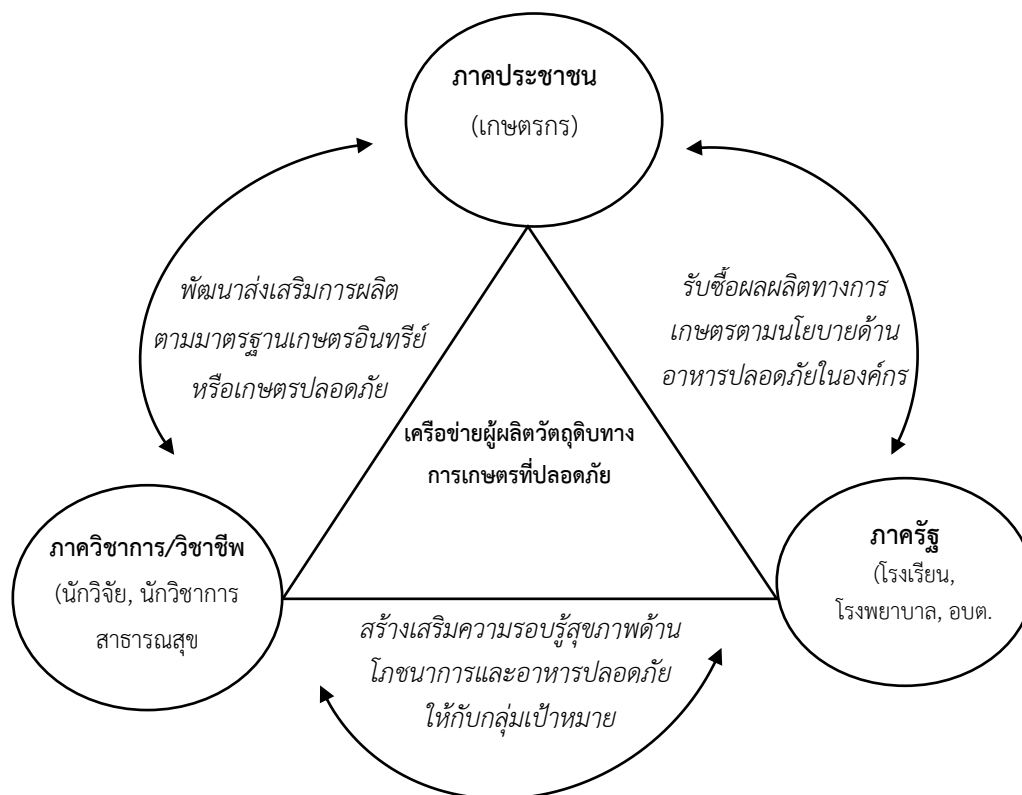 ภาคประชาชน
(เกษตรกร)
พัฒนาส่งเสริมการผลิต
ตามมาตรฐานเกษตรอินทรีย์
หรือเกษตรปลอดภัย
รับซื้อผลผลิตทางการ
เกษตรตามนโยบายด้าน
อาหารปลอดภัยในองค์กร
เครือข่ายผู้ผลิตวัตถุดิบทาง
การเกษตรที่ปลอดภัย
ภาควิชาการ/วิชาชีพ
(นักวิจัย, นักวิชาการ
สาธารณสุข
ภาครัฐ
(โรงเรียน,
โรงพยาบาล, อบต.
สร้างเสริมความรอบรู้สุขภาพด้าน
โภชนาการและอาหารปลอดภัย
ให้กับกลุ่มเป้าหมาย